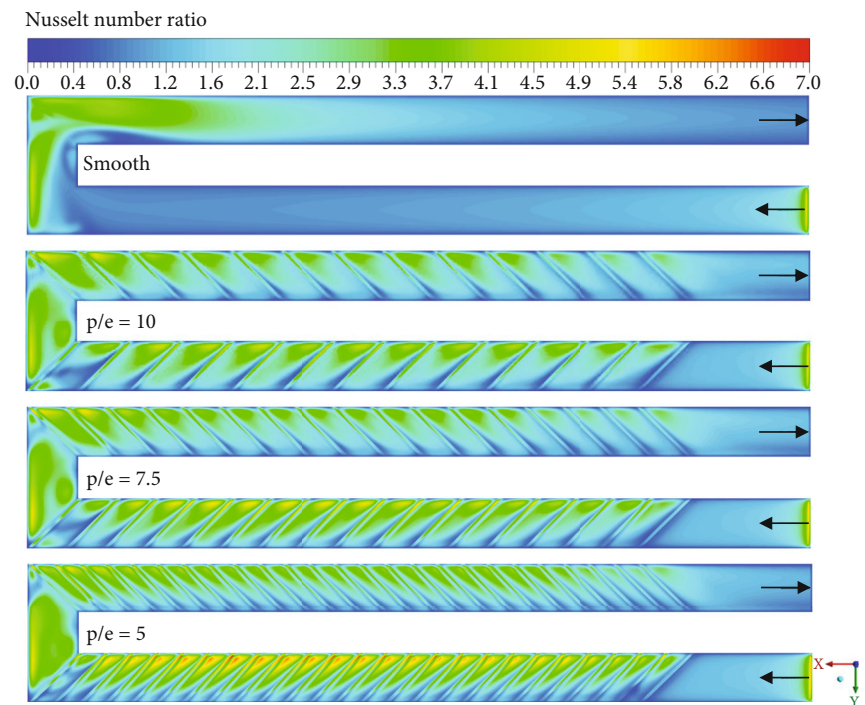 Nusselt number ratio
0.0 0.4 0.8 1.2 1.6 2.1 2.5 2.9 3.3 3.7 4.1 4.5 4.9 5.4 5.8 6.2 6.6 7.0
Smooth
p/e = 10
p/e = 7.5
p/e = 5
X
Y